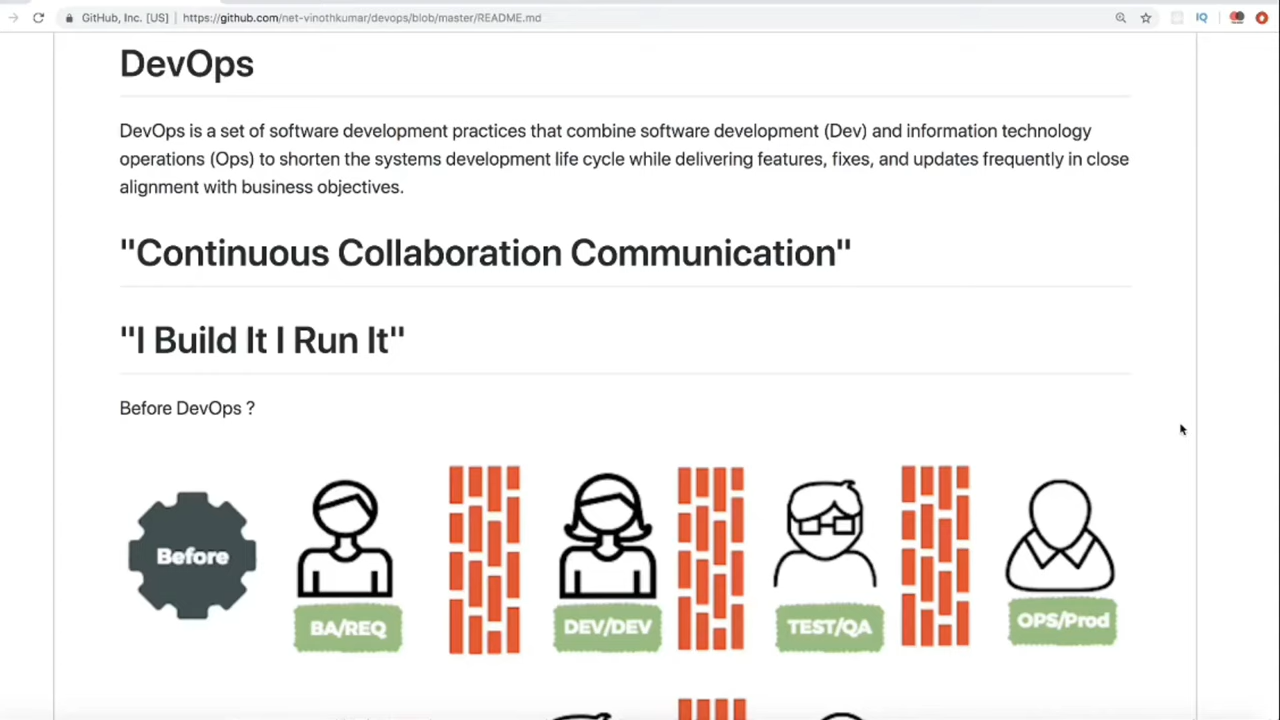 GitHub, Inc. [US] | https://github.com/net-vinothkumar/devops/blob/master/README.md
IQ
DevOps
DevOps is a set of software development practices that combine software development (Dev) and information technology
operations (Ops) to shorten the systems development life cycle while delivering features, fixes, and updates frequently in close
alignment with business objectives.
"Continuous Collaboration Communication"
"I Build It I Run It"
Before DevOps ?
Before
BA/REQ
DEV/DEV
TEST/QA
OPS/Prod